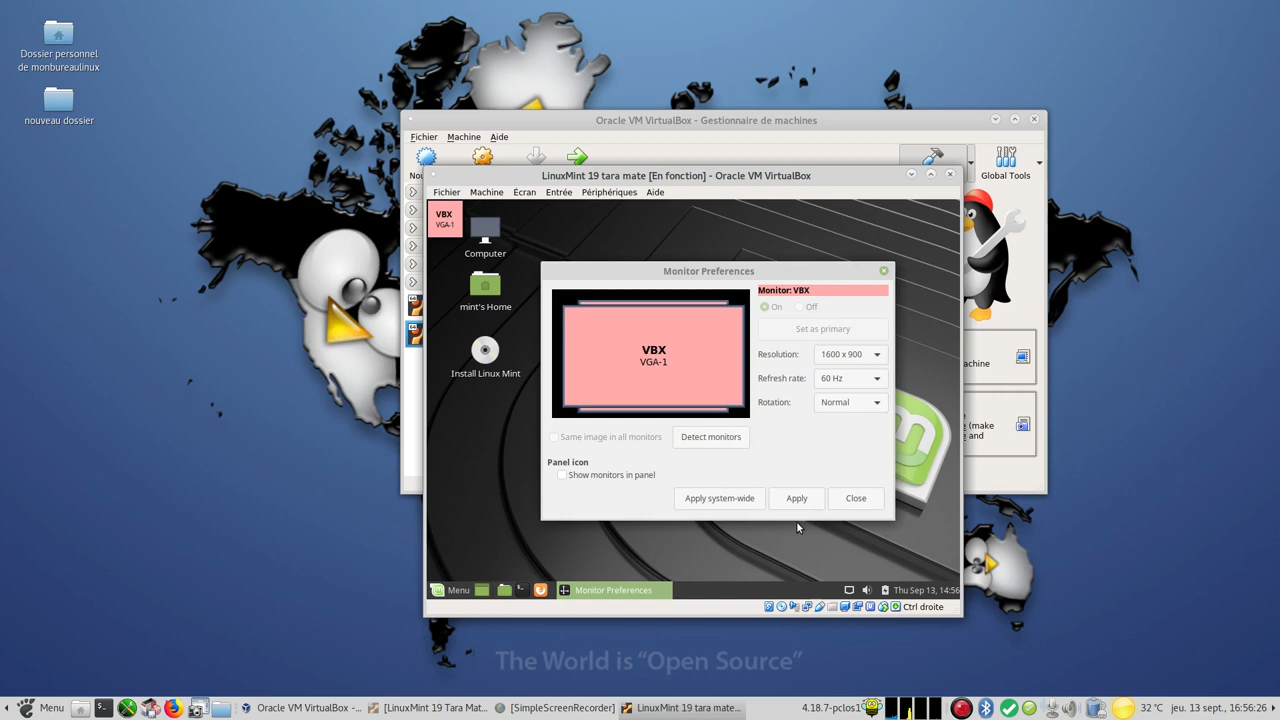 Dossier personnel
de monbureaulinux
nouveau dossier
Oracle VM VirtualBox - Gestionnaire de machines
Fichier Machine Aide
Global Tools
LinuxMint 19 tara mate [En fonction] - Oracle VM VirtualBox
Fichier Machine Écran Entrée Périphériques Aide
VBX
VGA-1
Computer
mint's Home
Install Linux Mint
Monitor Preferences
Monitor: VBX
On Off
Set as primary
Resolution: 1600 x 900
Refresh rate: 60 Hz
Rotation: Normal
VBX
VGA-1
Same image in all monitors Detect monitors
Panel icon
Show monitors in panel
Apply system-wide Apply Close
(make
and
Menu Monitor Preferences Thu Sep 13, 14:56
Ctrl droite
The World is “Open Source”
Menu Oracle VM VirtualBox -... [LinuxMint 19 Tara Mat... [SimpleScreenRecorder] LinuxMint 19 tara mate... 4.18.7-pclos1 32 °C jeu. 13 sept., 16:56:26